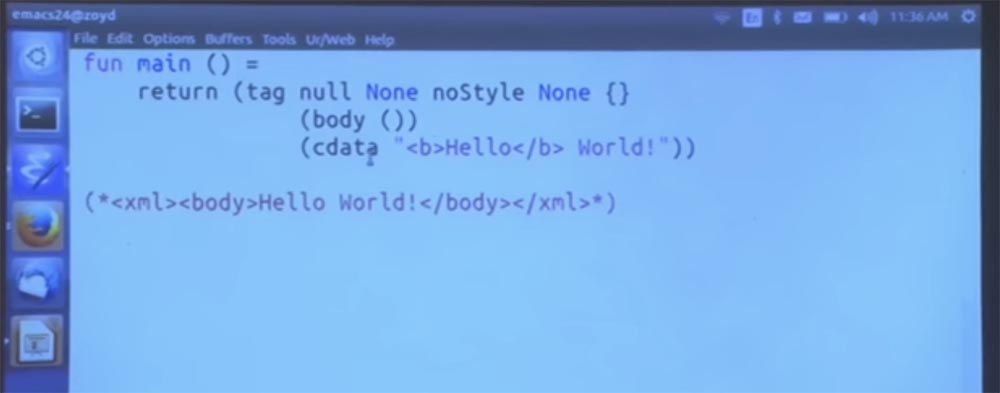 emacs24@zoyd En 11:36 AM
File Edit Options Buffers Tools Ur/Web Help
fun main () =
return (tag null None noStyle None {}
(body ())
(cdata "<b>Hello</b> World!"))
(*<xml><body>Hello World!</body></xml>*)